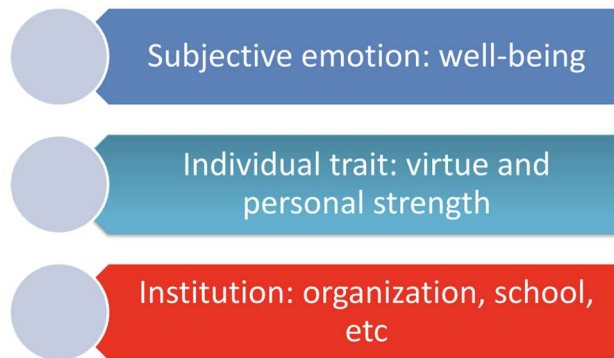 Subjective emotion: well-being
Individual trait: virtue and
personal strength
Institution: organization, school,
etc